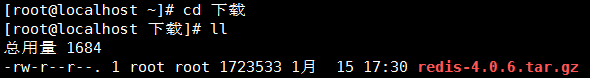 [root@localhost ~]# cd 下载
[root@localhost 下载]# ll
总用量 1684
-rw-r--r--. 1 root root 1723533 1月  15 17:30 redis-4.0.6.tar.gz